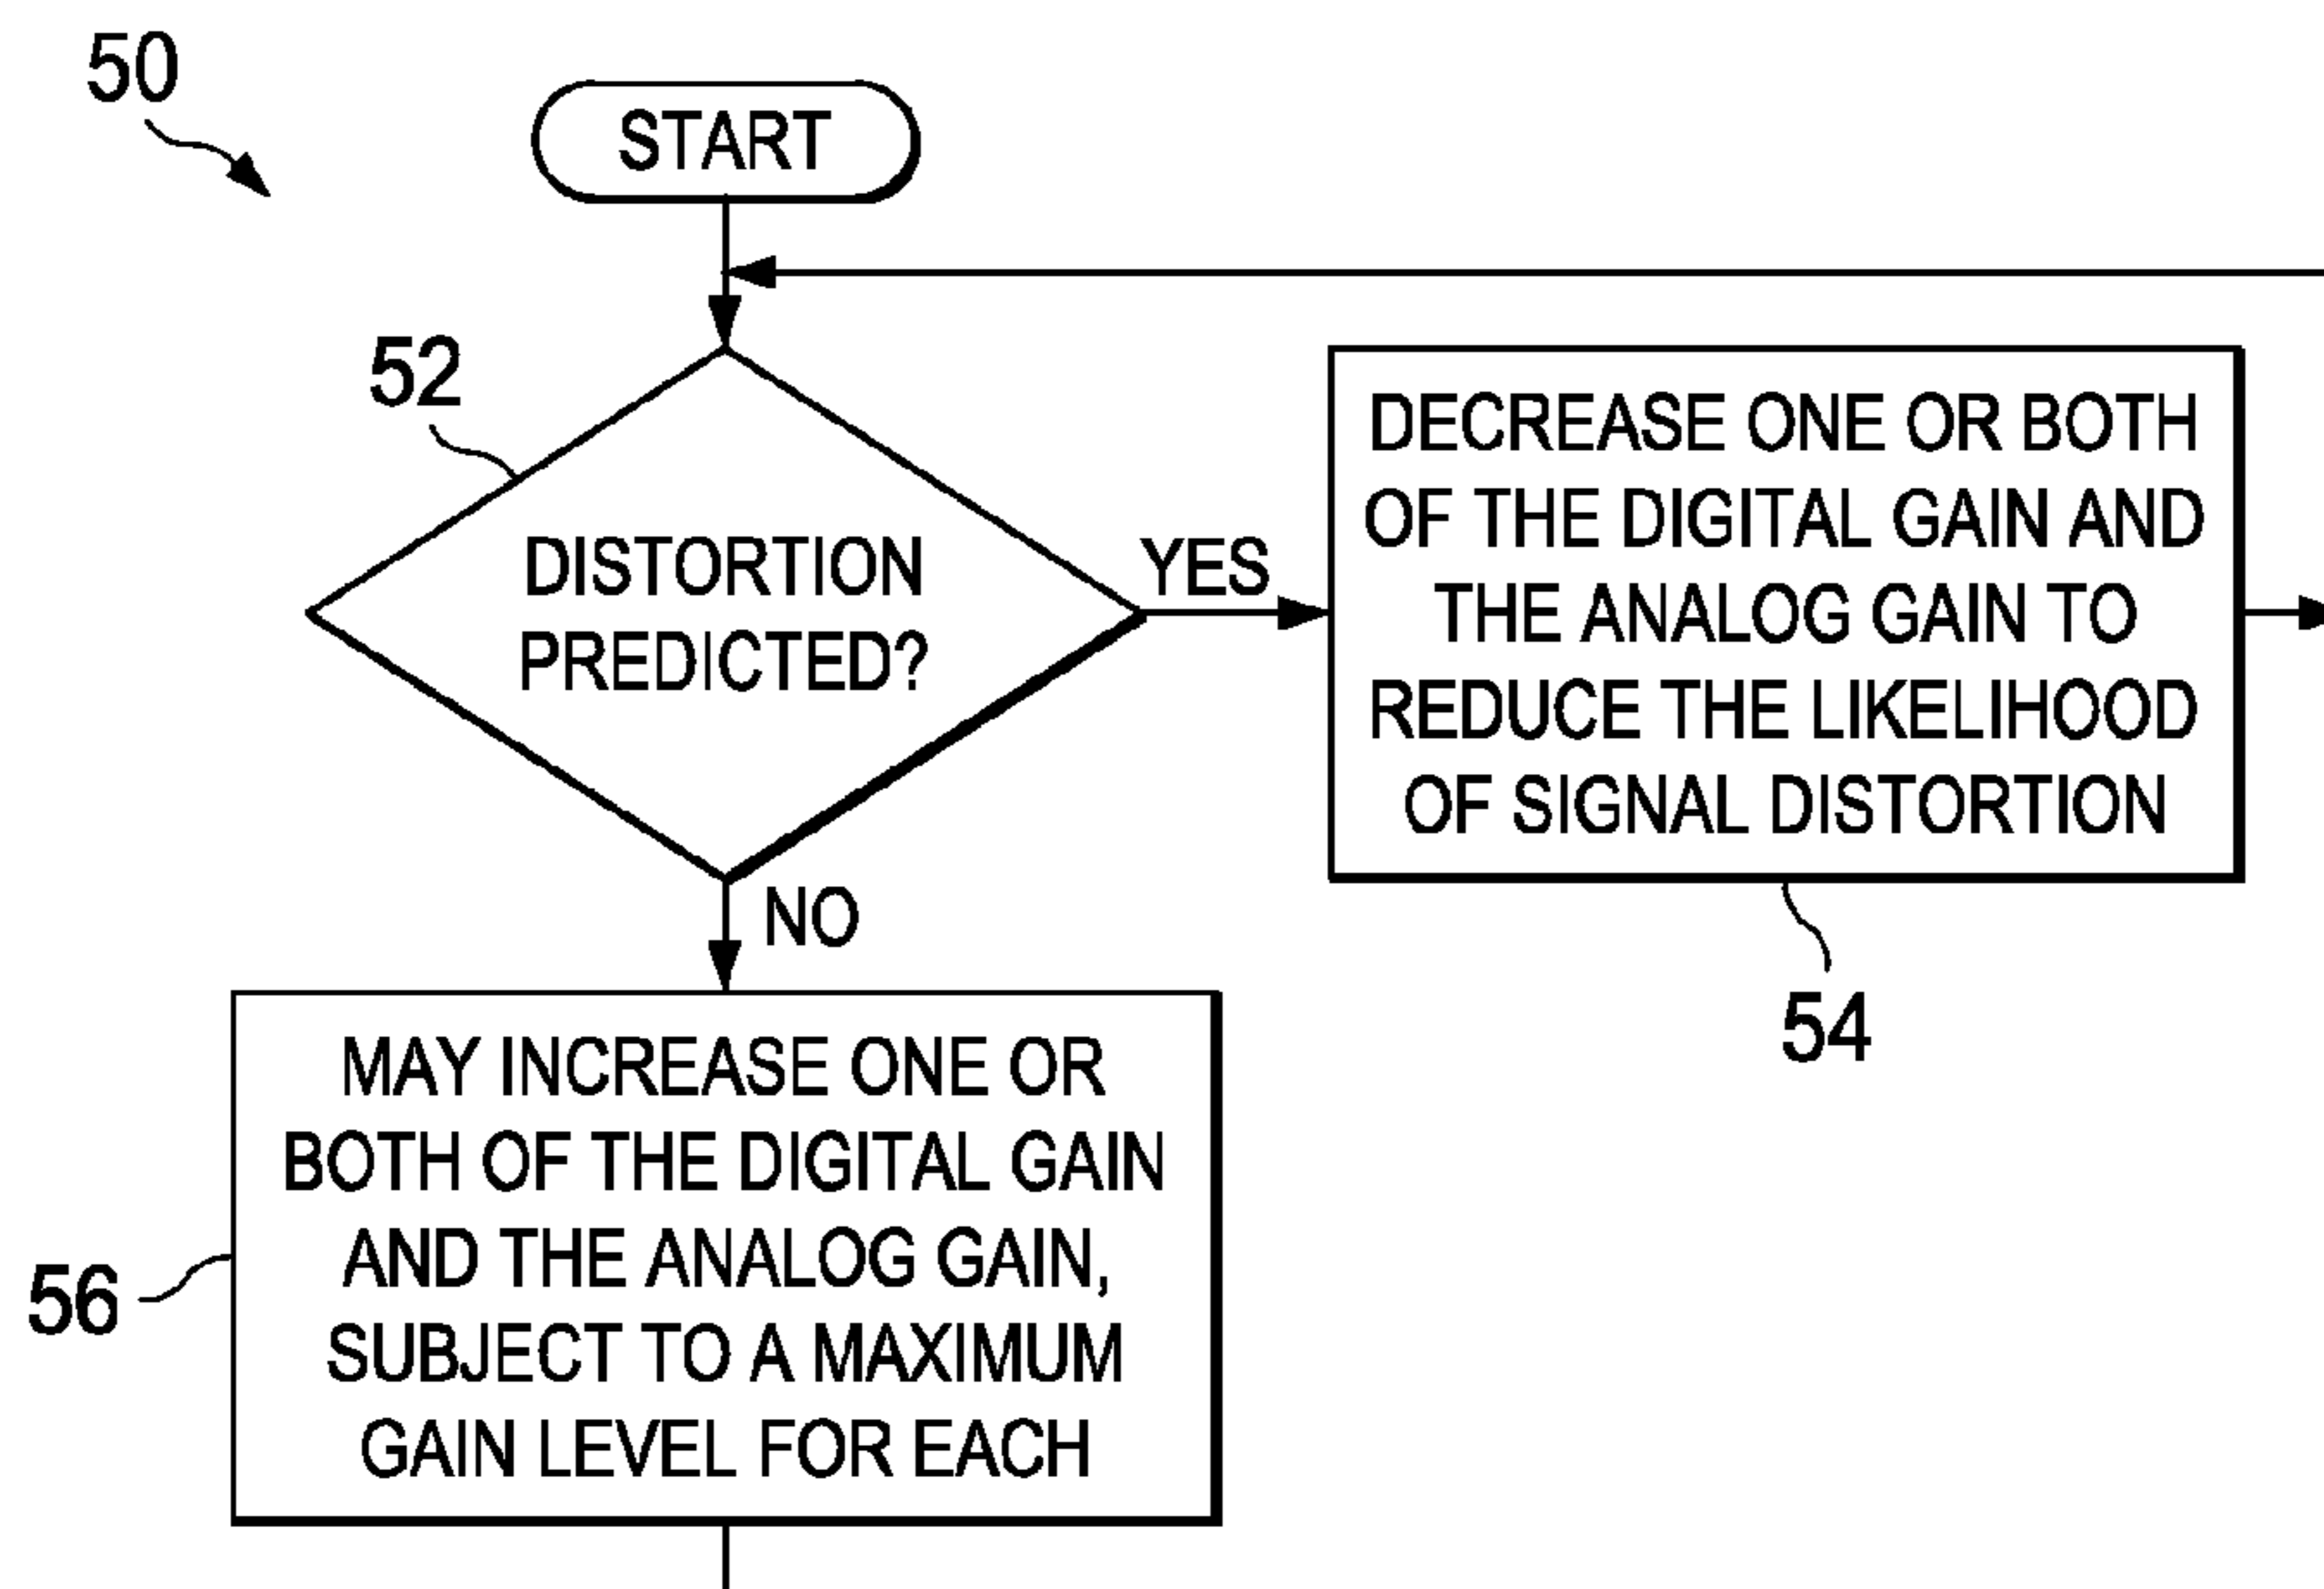 50
START
52
DISTORTION
PREDICTED?
YES
DECREASE ONE OR BOTH
OF THE DIGITAL GAIN AND
THE ANALOG GAIN TO
REDUCE THE LIKELIHOOD
OF SIGNAL DISTORTION
54
NO
MAY INCREASE ONE OR
BOTH OF THE DIGITAL GAIN
AND THE ANALOG GAIN,
SUBJECT TO A MAXIMUM
GAIN LEVEL FOR EACH
56